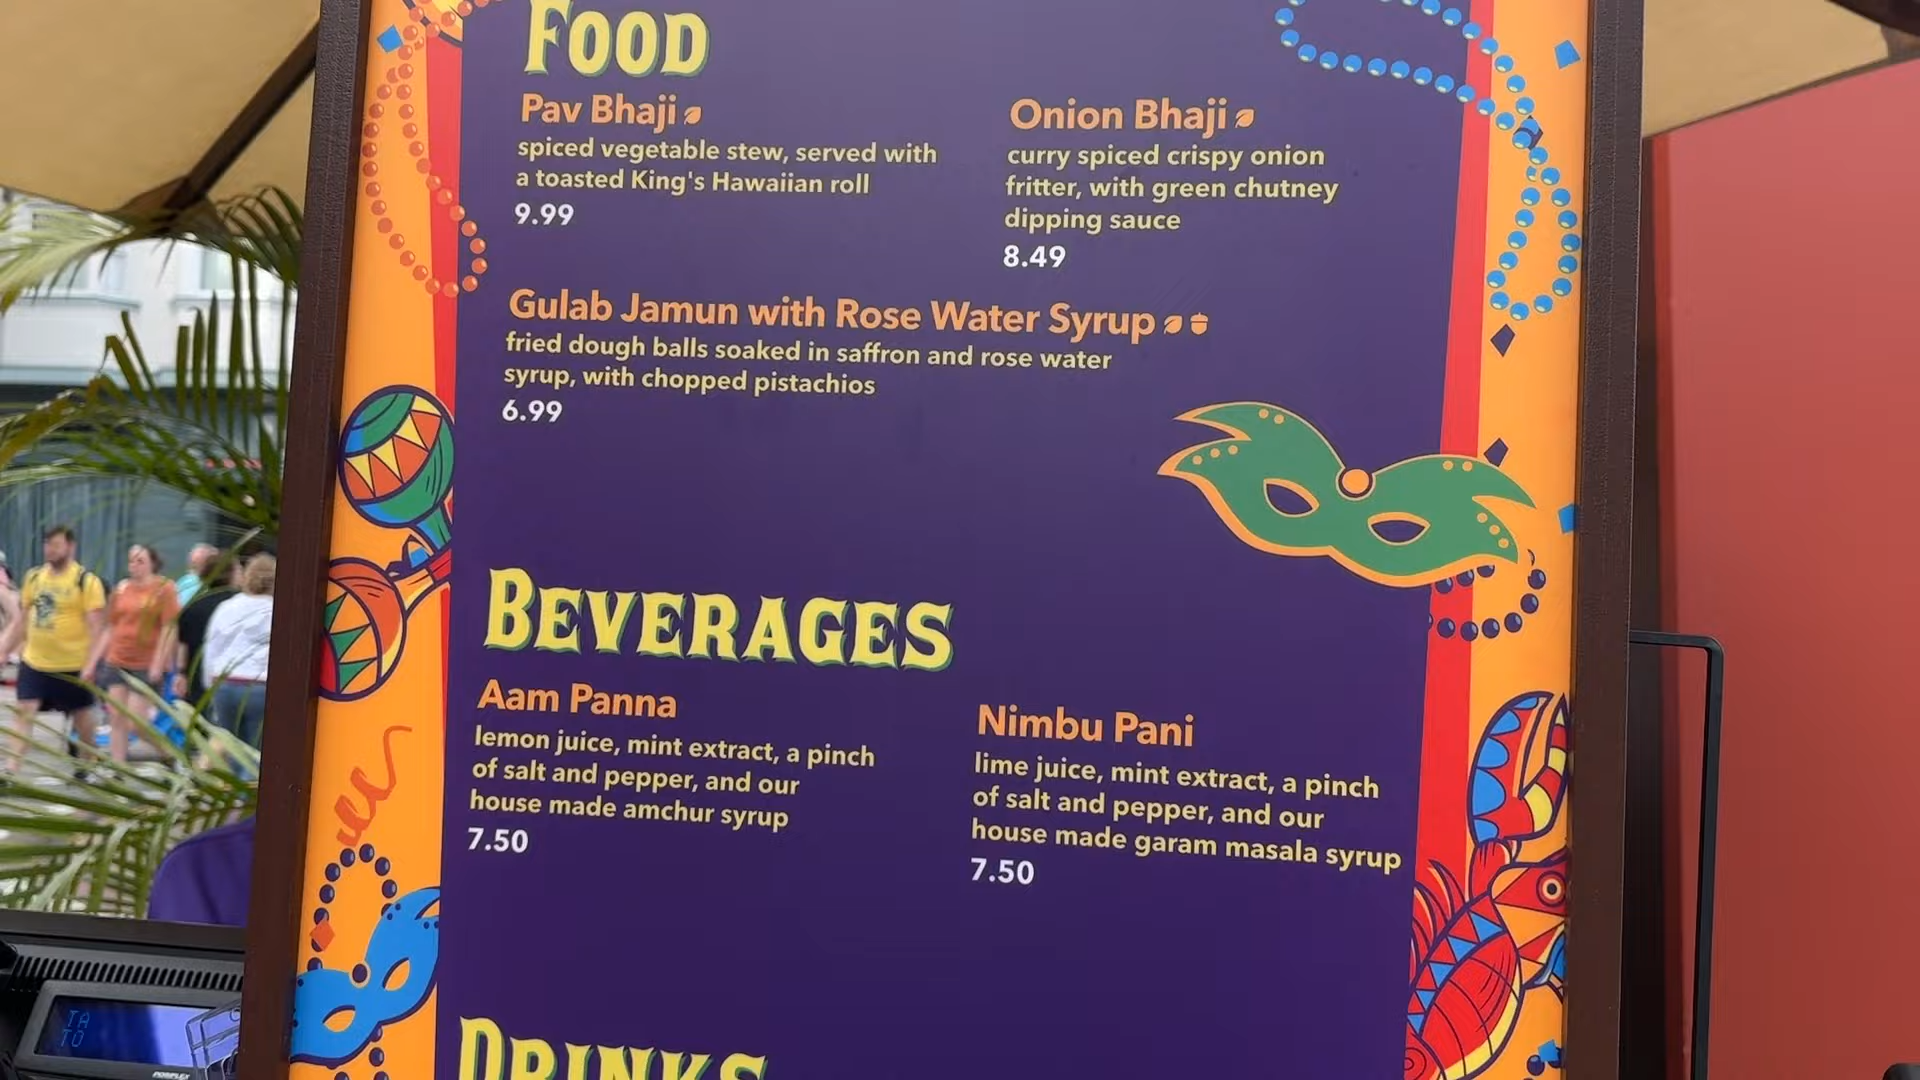 FOOD
Pav Bhaji
spiced vegetable stew, served with
a toasted King's Hawaiian roll
9.99
Onion Bhaji
curry spiced crispy onion
fritter, with green chutney
dipping sauce
8.49
Gulab Jamun with Rose Water Syrup
fried dough balls soaked in saffron and rose water
syrup, with chopped pistachios
6.99
BEVERAGES
Aam Panna
lemon juice, mint extract, a pinch
of salt and pepper, and our
house made amchur syrup
7.50
Nimbu Pani
lime juice, mint extract, a pinch
of salt and pepper, and our
house made garam masala syrup
7.50
DRINKS